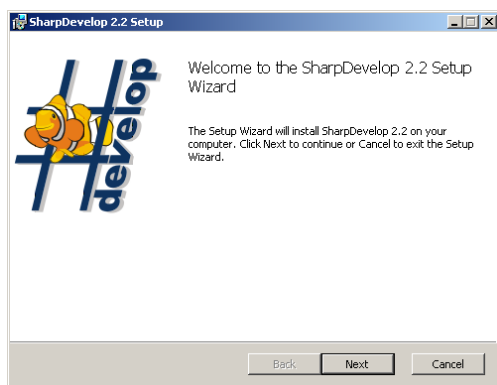 SharpDevelop 2.2 Setup
develop
Welcome to the SharpDevelop 2.2 Setup
Wizard
The Setup Wizard will install SharpDevelop 2.2 on your
computer. Click Next to continue or Cancel to exit the Setup
Wizard.
Back
Next
Cancel